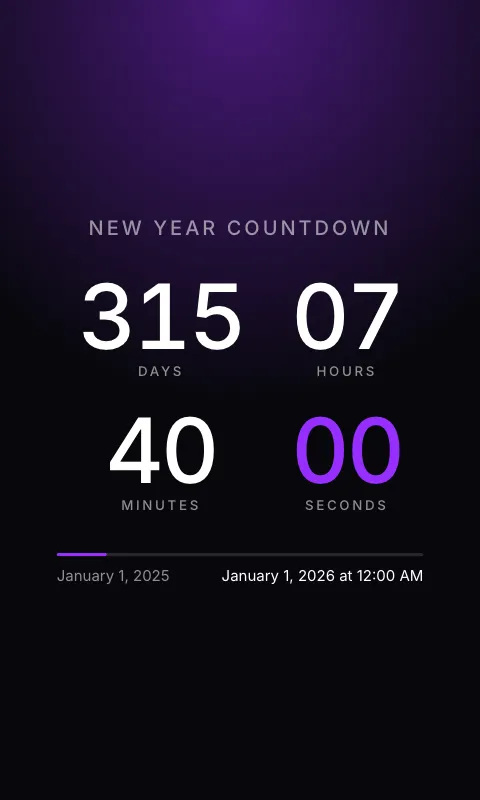 NEW YEAR COUNTDOWN
315 07
DAYS HOURS
40 00
MINUTES SECONDS
January 1, 2025 January 1, 2026 at 12:00 AM